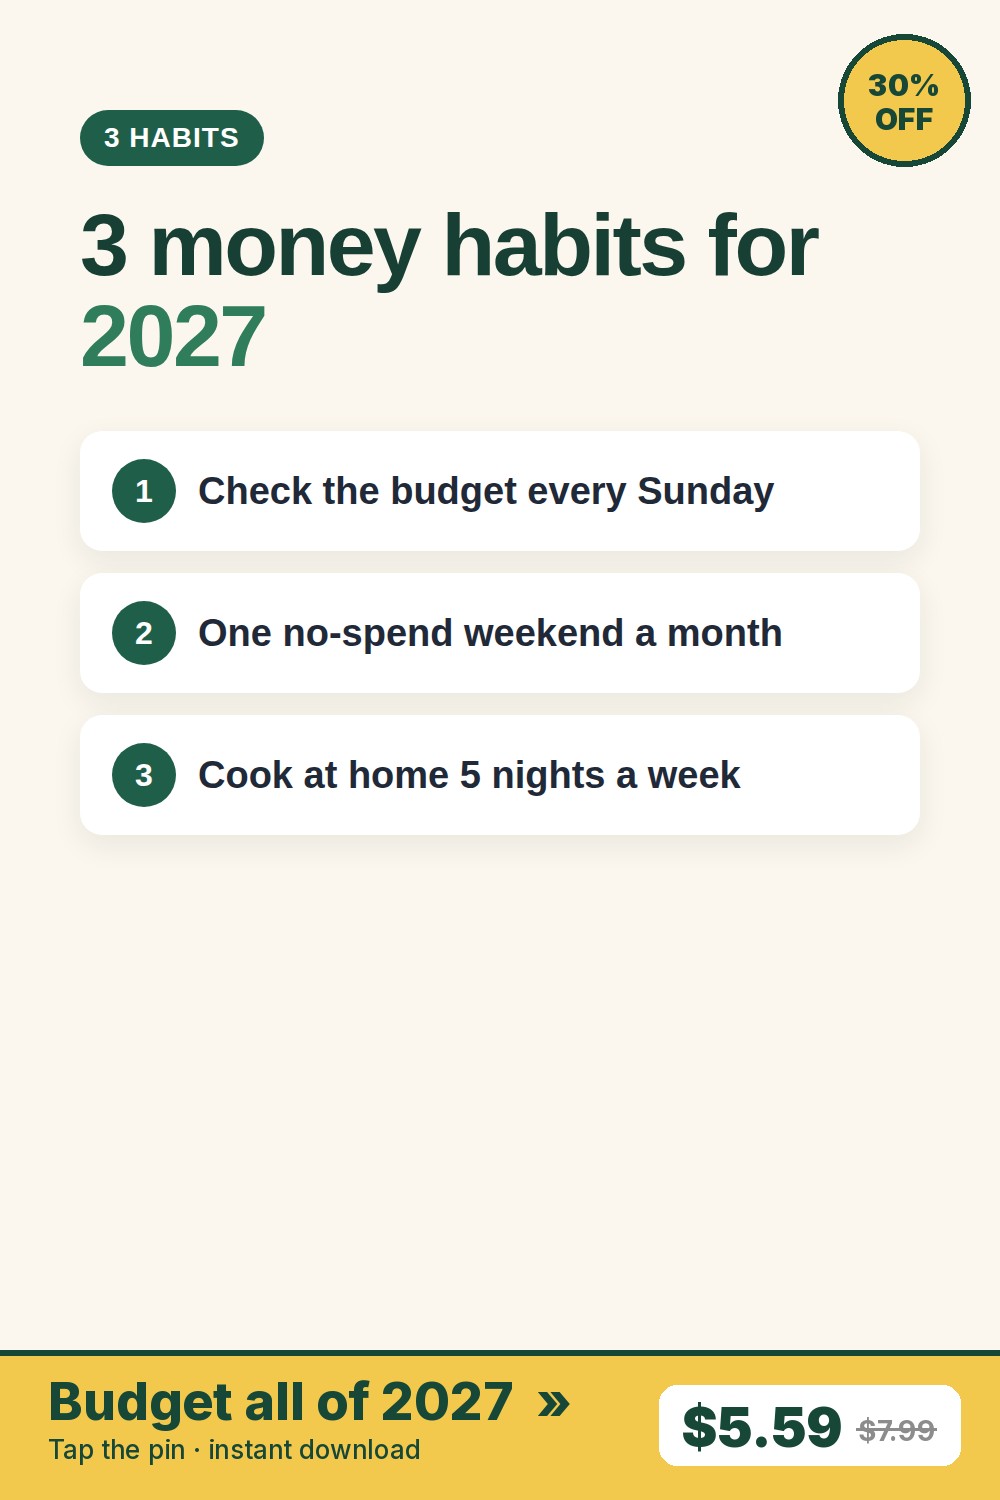 30%
OFF
3 HABITS
3 money habits for
2027
1 Check the budget every Sunday
2 One no-spend weekend a month
3 Cook at home 5 nights a week
Budget all of 2027 »
Tap the pin · instant download
$5.59 $7.99